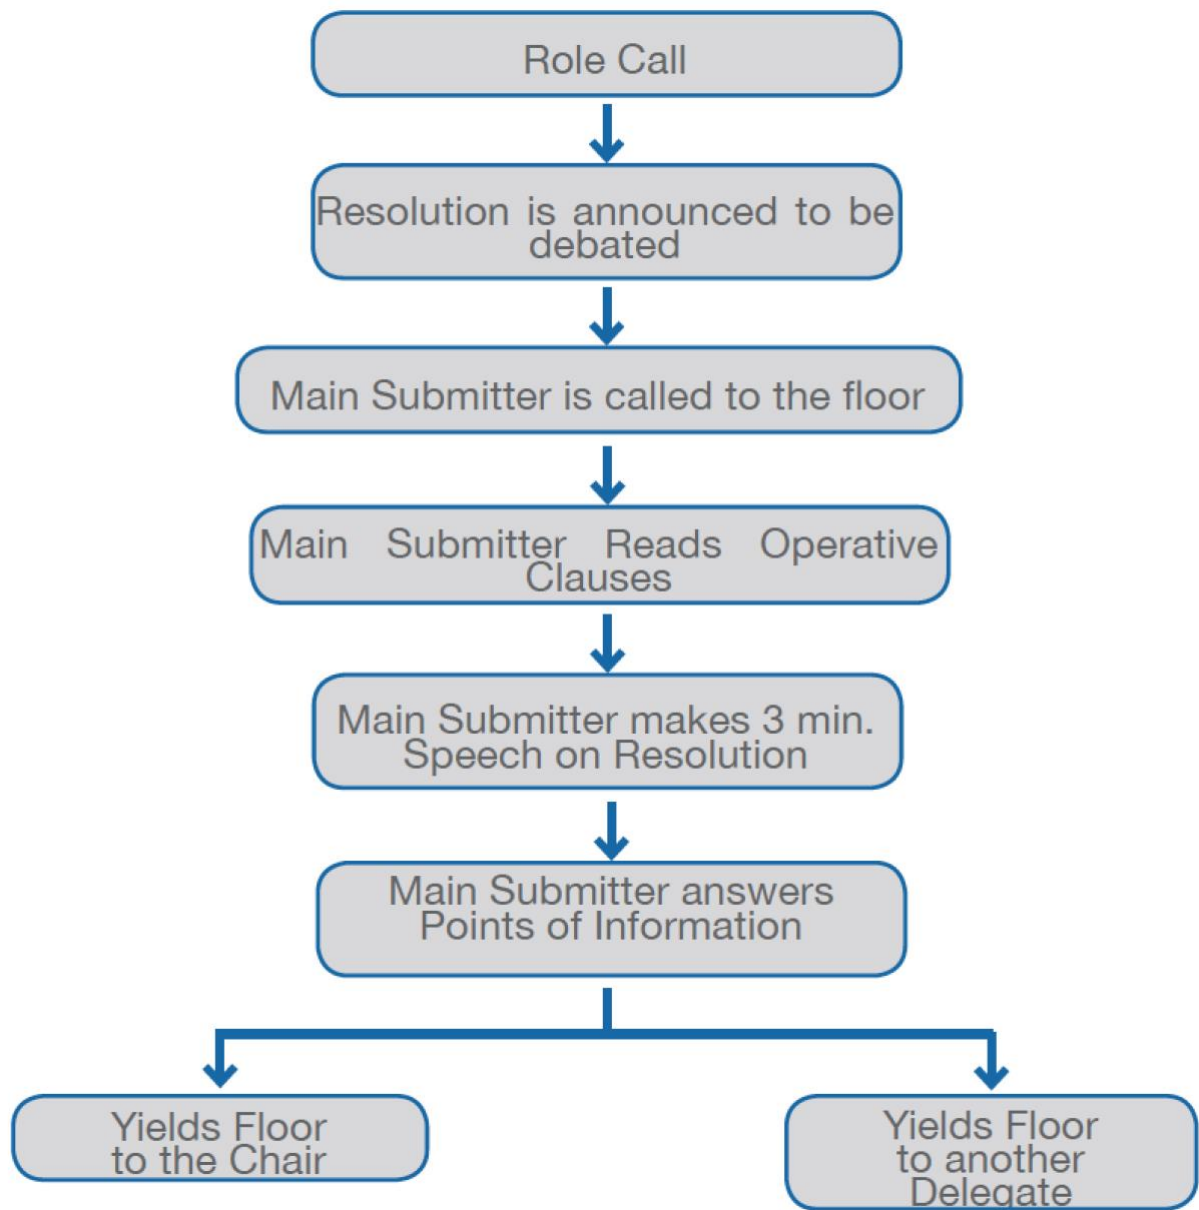 Role Call
Resolution is announced to be
debated
Main Submitter is called to the floor
Main Submitter Reads Operative
Clauses
Main Submitter makes 3 min.
Speech on Resolution
Main Submitter answers
Points of Information
Yields Floor
to the Chair
Yields Floor
to another
Delegate